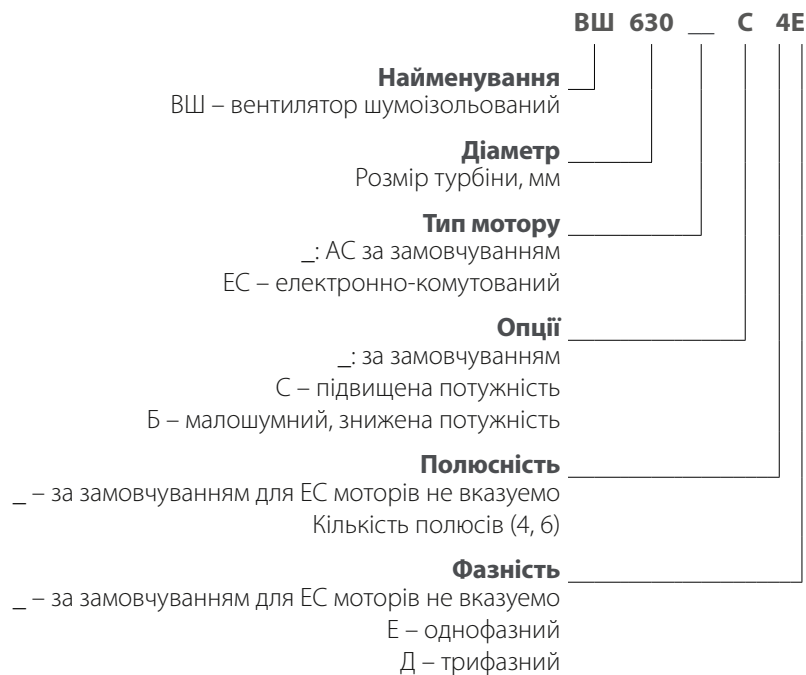 ВШ 630 __ С 4Е
Найменування
ВШ – вентилятор шумоізольований
Діаметр
Розмір турбіни, мм
Тип мотору
_: АС за замовчуванням
ЕС – електронно-комутований
Опції
_: за замовчуванням
С – підвищена потужність
Б – малошумний, знижена потужність
Полюсність
_ – за замовчуванням для ЕС моторів не вказуемо
Кількість полюсів (4, 6)
Фазність
_ – за замовчуванням для ЕС моторів не вказуемо
Е – однофазний
Д – трифазний